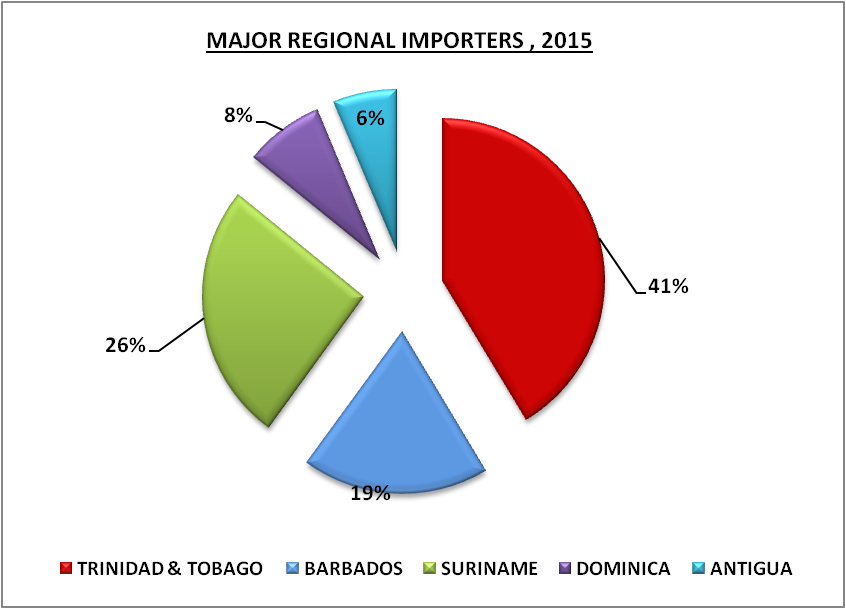 MAJOR REGIONAL IMPORTERS , 2015
6%
8%
41%
26%
19%
TRINIDAD & TOBAGO BARBADOS SURINAME DOMINICA ANTIGUA